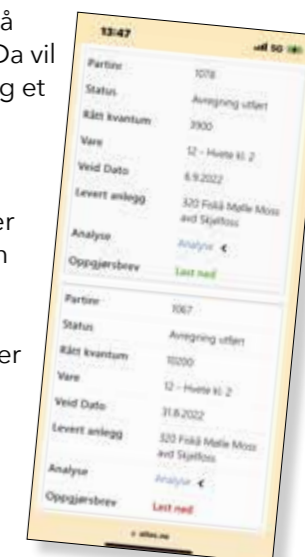 å
Da vil
g et
er
n
er
13:47
5G
Partinr 1078
Status Avregning utført
Rått kvantum 3900
Vare 12 - Hvete kl. 2
Veid Dato 6.9.2022
Levert anlegg 320 Fiskå Mølle Moss
avd Skjelfoss
Analyse Analyse
Oppgjørsbrev Last ned
Partinr 1067
Status Avregning utført
Rått kvantum 10200
Vare 12 - Hvete kl. 2
Veid Dato 31.8.2022
Levert anlegg 320 Fiskå Mølle Moss
avd Skjelfoss
Analyse Analyse
Oppgjørsbrev Last ned